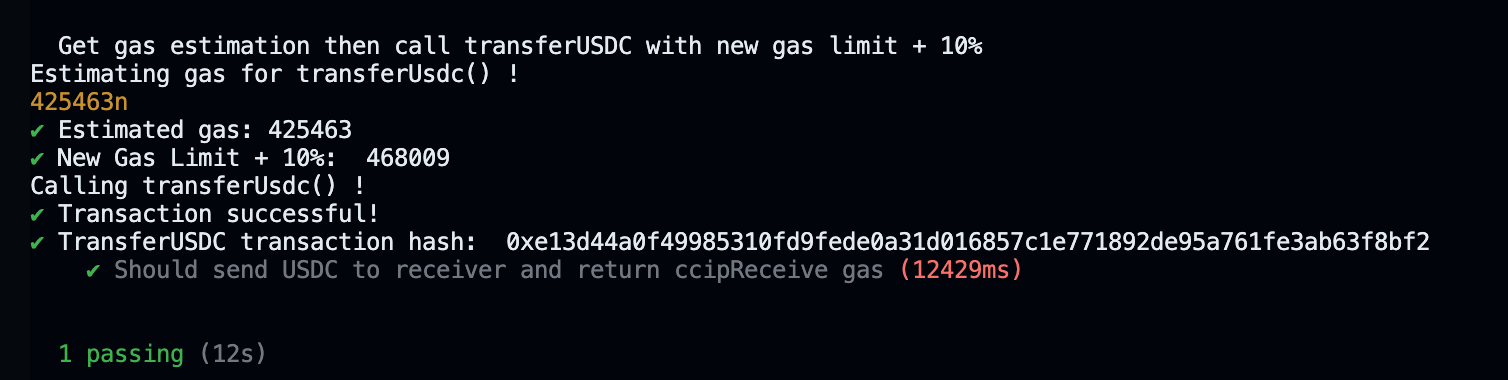 Get gas estimation then call transferUSDC with new gas limit + 10%
Estimating gas for transferUsdc() !
425463n
✔ Estimated gas: 425463
✔ New Gas Limit + 10%:  468009
Calling transferUsdc() !
✔ Transaction successful!
✔ TransferUSDC transaction hash:  0xe13d44a0f49985310fd9fede0a31d016857c1e771892de95a761fe3ab63f8bf2
✔ Should send USDC to receiver and return ccipReceive gas (12429ms)
1 passing (12s)